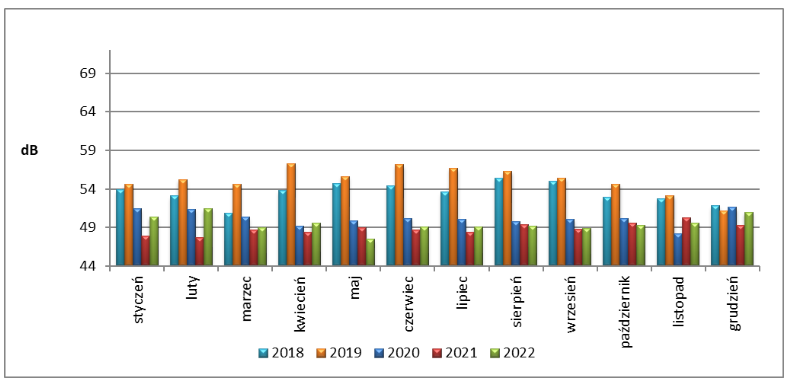 69
64
59
dB
54
49
44
styczeń
luty
marzec
kwiecień
maj
czerwiec
lipiec
sierpień
wrzesień
październik
listopad
grudzień
2018 2019 2020 2021 2022